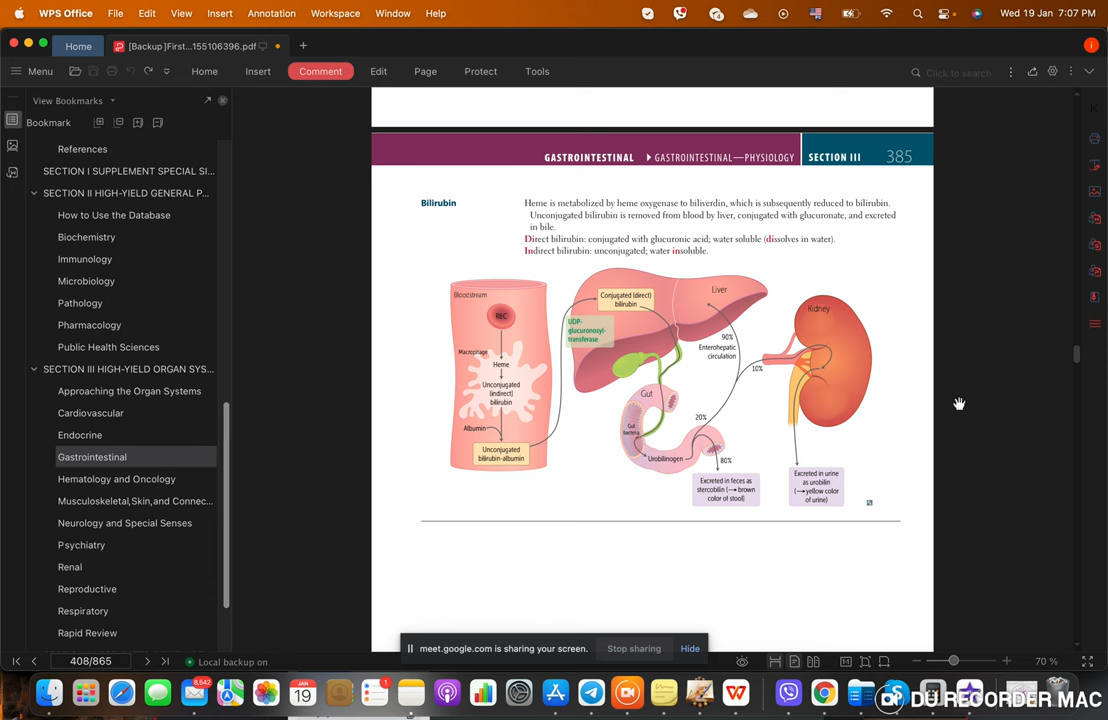 WPS Office File Edit View Insert Annotation Workspace Window Help
Wed 19 Jan 7:07 PM
Home
[Backup]First...155106396.pdf
Menu
Home Insert Comment Edit Page Protect Tools
Click to search
View Bookmarks
Bookmark
References
SECTION I SUPPLEMENT SPECIAL SI...
SECTION II HIGH-YIELD GENERAL P...
How to Use the Database
Biochemistry
Immunology
Microbiology
Pathology
Pharmacology
Public Health Sciences
SECTION III HIGH-YIELD ORGAN SYS...
Approaching the Organ Systems
Cardiovascular
Endocrine
Gastrointestinal
Hematology and Oncology
Musculoskeletal,Skin,and Connec...
Neurology and Special Senses
Psychiatry
Renal
Reproductive
Respiratory
Rapid Review
GASTROINTESTINAL ▶ GASTROINTESTINAL—PHYSIOLOGY SECTION III 385
Bilirubin
Heme is metabolized by heme oxygenase to biliverdin, which is subsequently reduced to bilirubin.
Unconjugated bilirubin is removed from blood by liver, conjugated with glucuronate, and excreted
in bile.
Direct bilirubin: conjugated with glucuronic acid; water soluble (dissolves in water).
Indirect bilirubin: unconjugated; water insoluble.
Bloodstream
RBC
Macrophage
Heme
Unconjugated
(indirect)
bilirubin
Albumin
Unconjugated
bilirubin-albumin
UDP-
glucuronosyl-
transferase
Conjugated (direct)
bilirubin
Liver
90%
Enterohepatic
circulation
10%
Kidney
Gut
Gut
bacteria
20%
Urobilinogen
80%
Excreted in feces as
stercobilin (→brown
color of stool)
Excreted in urine
as urobilin
(→yellow color
of urine)
meet.google.com is sharing your screen.
Stop sharing
Hide
408/865
Local backup on
70 %
8,542
JAN
19
1
DU RECORDER MAC